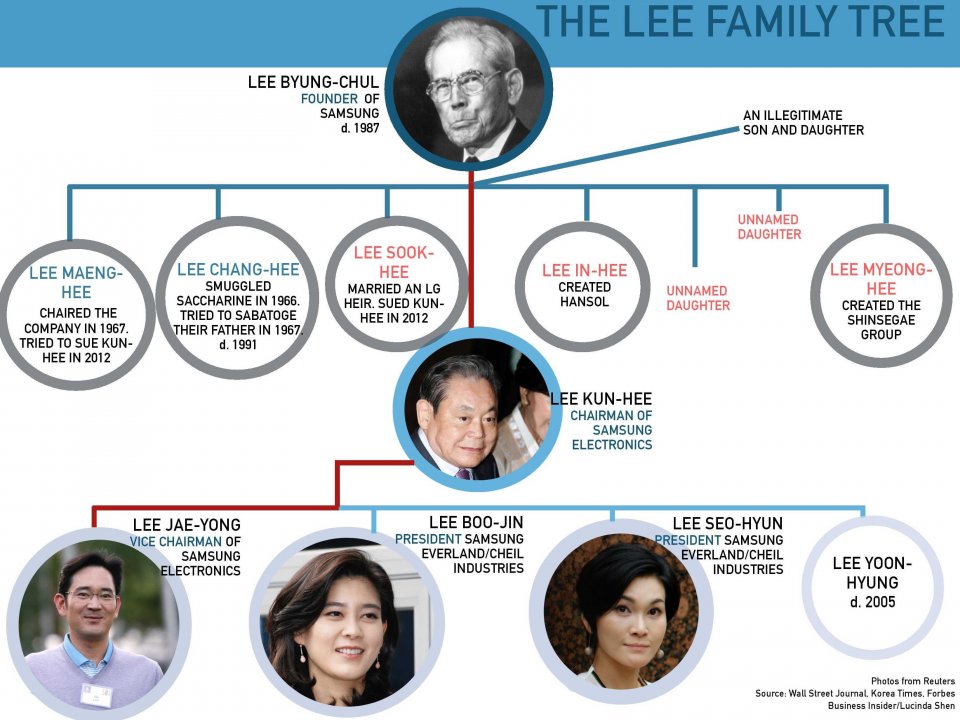 THE LEE FAMILY TREE
LEE BYUNG-CHUL
FOUNDER OF
SAMSUNG
d. 1987
AN ILLEGITIMATE
SON AND DAUGHTER
LEE MAENG-
HEE
CHAIRED THE
COMPANY IN 1967.
TRIED TO SUE KUN-
HEE IN 2012
LEE CHANG-HEE
SMUGGLED
SACCHARINE IN 1966.
TRIED TO SABATOGE
THEIR FATHER IN 1967.
d. 1991
LEE SOOK-
HEE
MARRIED AN LG
HEIR. SUED KUN-
HEE IN 2012
LEE IN-HEE
CREATED
HANSOL
UNNAMED
DAUGHTER
UNNAMED
DAUGHTER
LEE MYEONG-
HEE
CREATED THE
SHINSEGAE
GROUP
LEE KUN-HEE
CHAIRMAN OF
SAMSUNG
ELECTRONICS
LEE JAE-YONG
VICE CHAIRMAN OF
SAMSUNG
ELECTRONICS
LEE BOO-JIN
PRESIDENT SAMSUNG
EVERLAND/CHEIL
INDUSTRIES
LEE SEO-HYUN
PRESIDENT SAMSUNG
EVERLAND/CHEIL
INDUSTRIES
LEE YOON-
HYUNG
d. 2005
Photos from Reuters
Source: Wall Street Journal, Korea Times, Forbes
Business Insider/Lucinda Shen